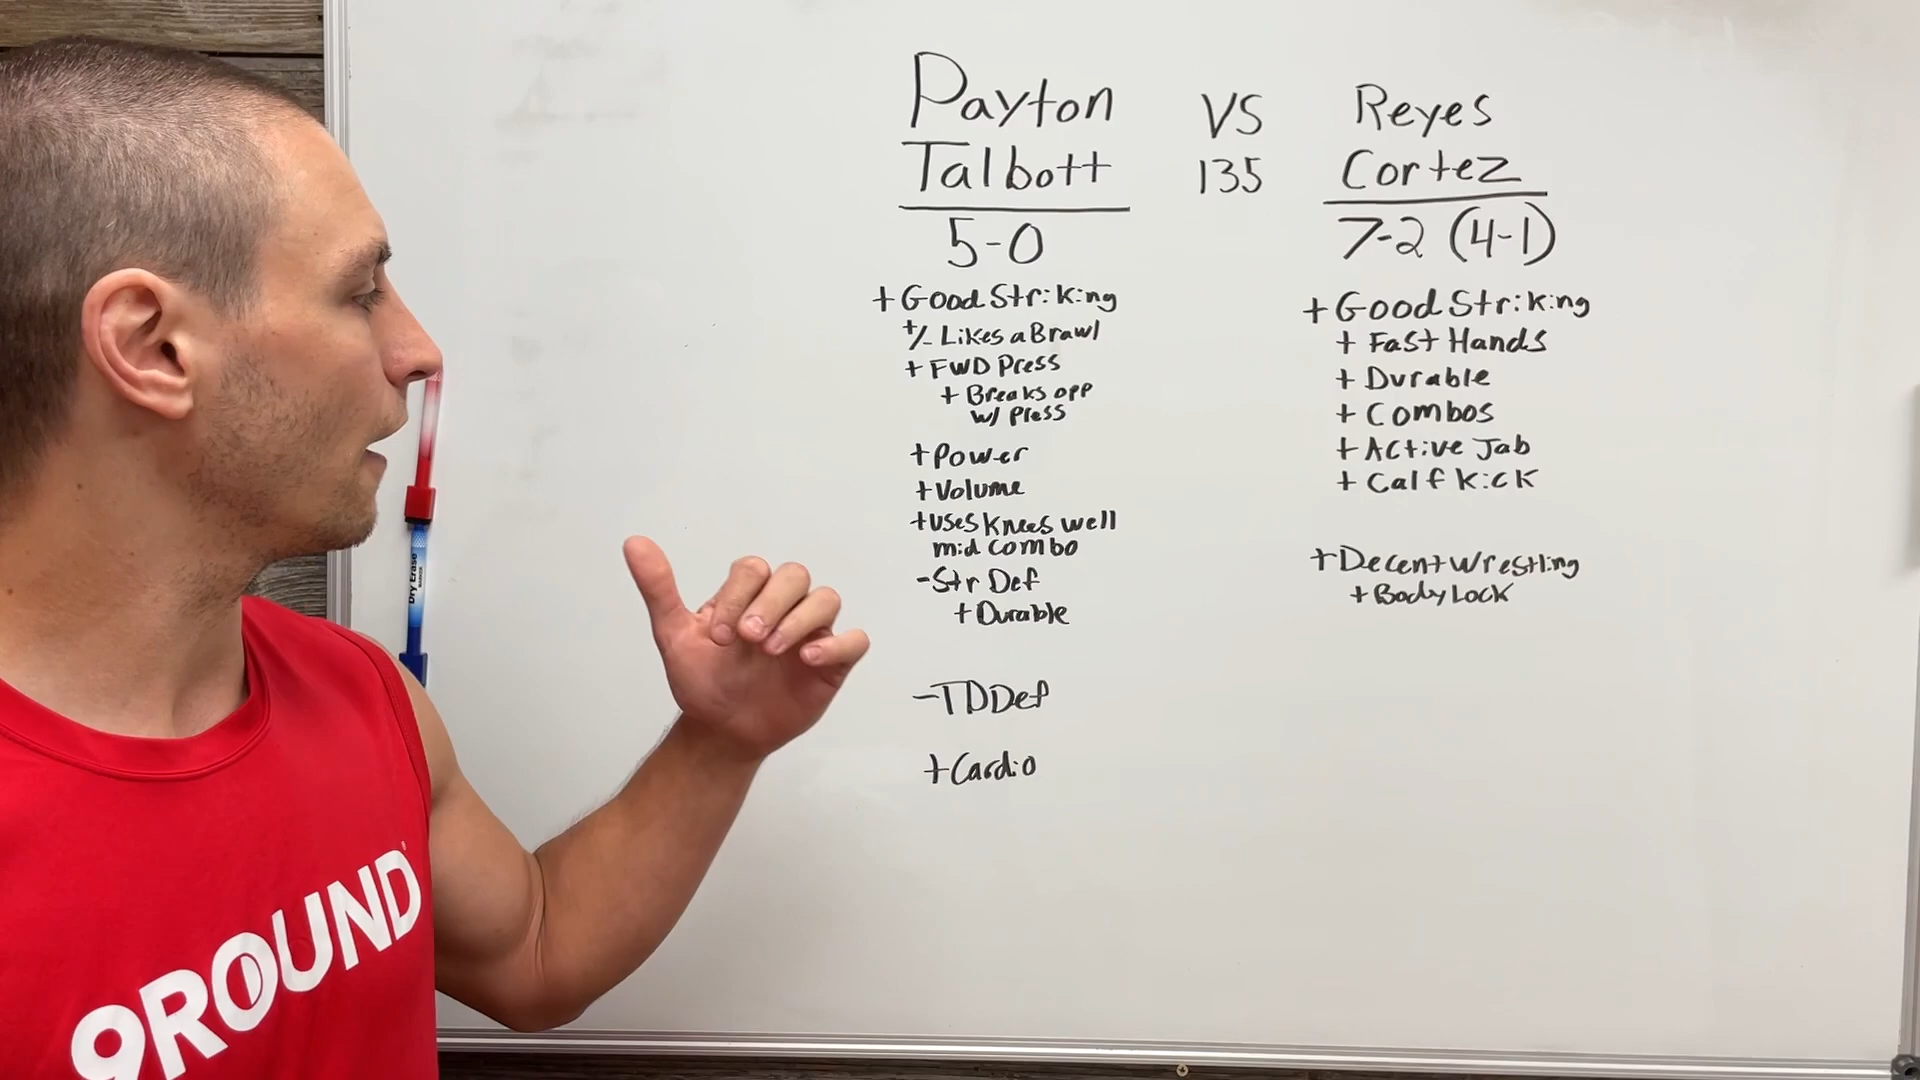 Payton
Talbott
5-0
+Good Striking
+/- Likes a Brawl
+ FWD Press
+ Breaks opp
w/ Press
+Power
+Volume
+uses knees well
mid combo
-Str Def
+Durable
-TDDef
+Cardio
VS
135
Reyes
Cortez
7-2 (4-1)
+Good Striking
+ Fast Hands
+ Durable
+ Combos
+ Active Jab
+ Calf kick
+Decent wrestling
+Body Lock
Dry Erase
MARKER
9ROUND